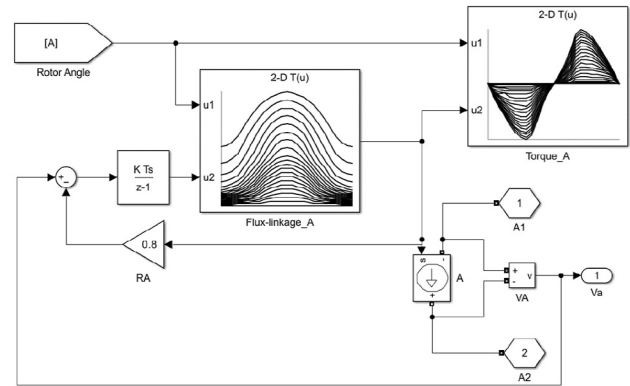 2-D T(u)
[A]
u1
Rotor Angle
2-D T(u)
u1
u2
u2
Torque_A
K Ts
z-1
+
-
Flux-linkage_A
1
A1
0.8
RA
s
-
A
+
+
-
v
VA
1
Va
2
A2